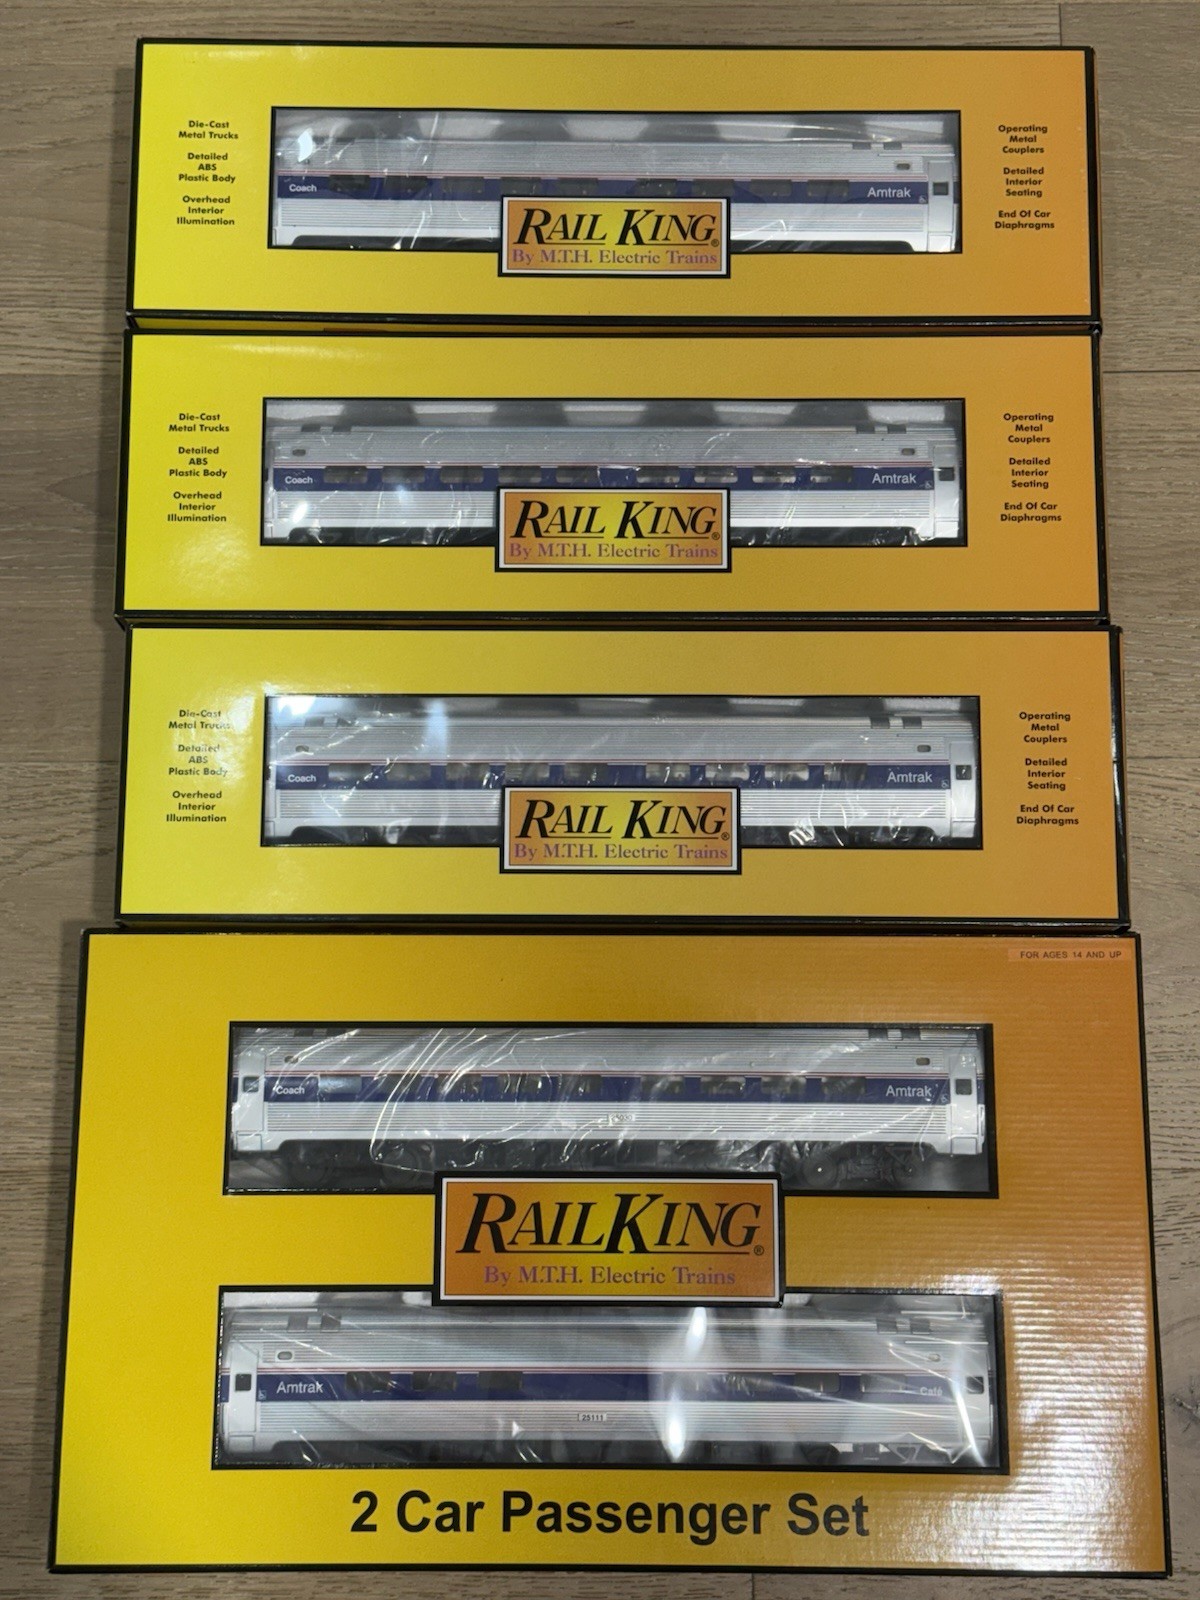 Die-Cast
Metal Trucks
Detailed
ABS
Plastic Body
Overhead
Interior
Illumination
Coach
Amtrak
RAIL KING®
By M.T.H. Electric Trains
Operating
Metal
Couplers
Detailed
Interior
Seating
End Of Car
Diaphragms
Die-Cast
Metal Trucks
Detailed
ABS
Plastic Body
Overhead
Interior
Illumination
Coach
Amtrak
RAIL KING®
By M.T.H. Electric Trains
Operating
Metal
Couplers
Detailed
Interior
Seating
End Of Car
Diaphragms
Die-Cast
Metal Trucks
Detailed
ABS
Plastic Body
Overhead
Interior
Illumination
Coach
Amtrak
RAIL KING®
By M.T.H. Electric Trains
Operating
Metal
Couplers
Detailed
Interior
Seating
End Of Car
Diaphragms
FOR AGES 14 AND UP
Coach
Amtrak
RAILKING®
By M.T.H. Electric Trains
Amtrak
Café
25111
2 Car Passenger Set